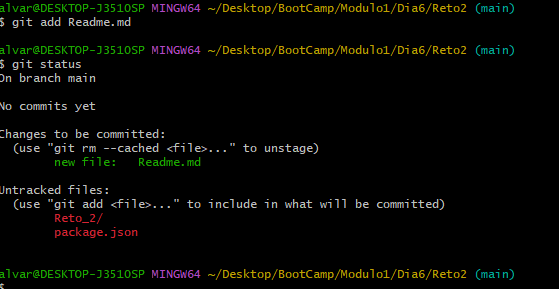 alvar@DESKTOP-J351OSP MINGW64 ~/Desktop/BootCamp/Modulo1/Dia6/Reto2 (main)
$ git add Readme.md
alvar@DESKTOP-J351OSP MINGW64 ~/Desktop/BootCamp/Modulo1/Dia6/Reto2 (main)
$ git status
On branch main
No commits yet
Changes to be committed:
(use "git rm --cached <file>..." to unstage)
new file: Readme.md
Untracked files:
(use "git add <file>..." to include in what will be committed)
Reto_2/
package.json
alvar@DESKTOP-J351OSP MINGW64 ~/Desktop/BootCamp/Modulo1/Dia6/Reto2 (main)
$